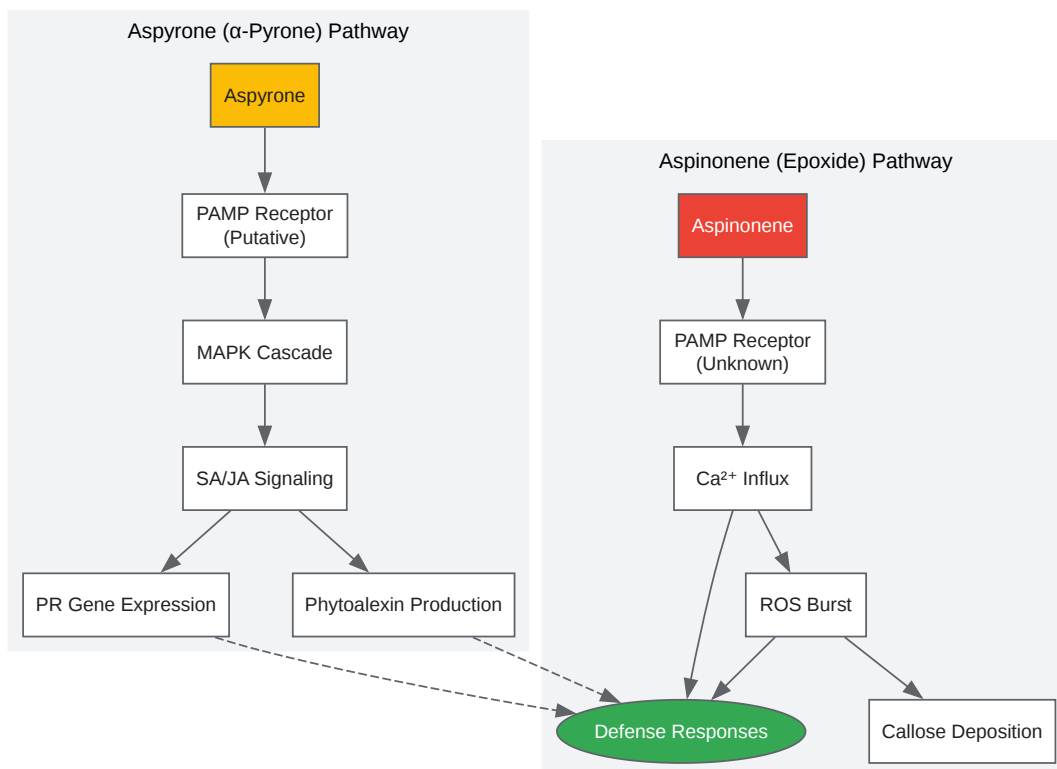 Aspyrone (α-Pyrone) Pathway
Aspyrone
PAMP Receptor
(Putative)
MAPK Cascade
SA/JA Signaling
PR Gene Expression
Phytoalexin Production
Aspinonene (Epoxide) Pathway
Aspinonene
PAMP Receptor
(Unknown)
Ca²⁺ Influx
ROS Burst
Defense Responses
Callose Deposition